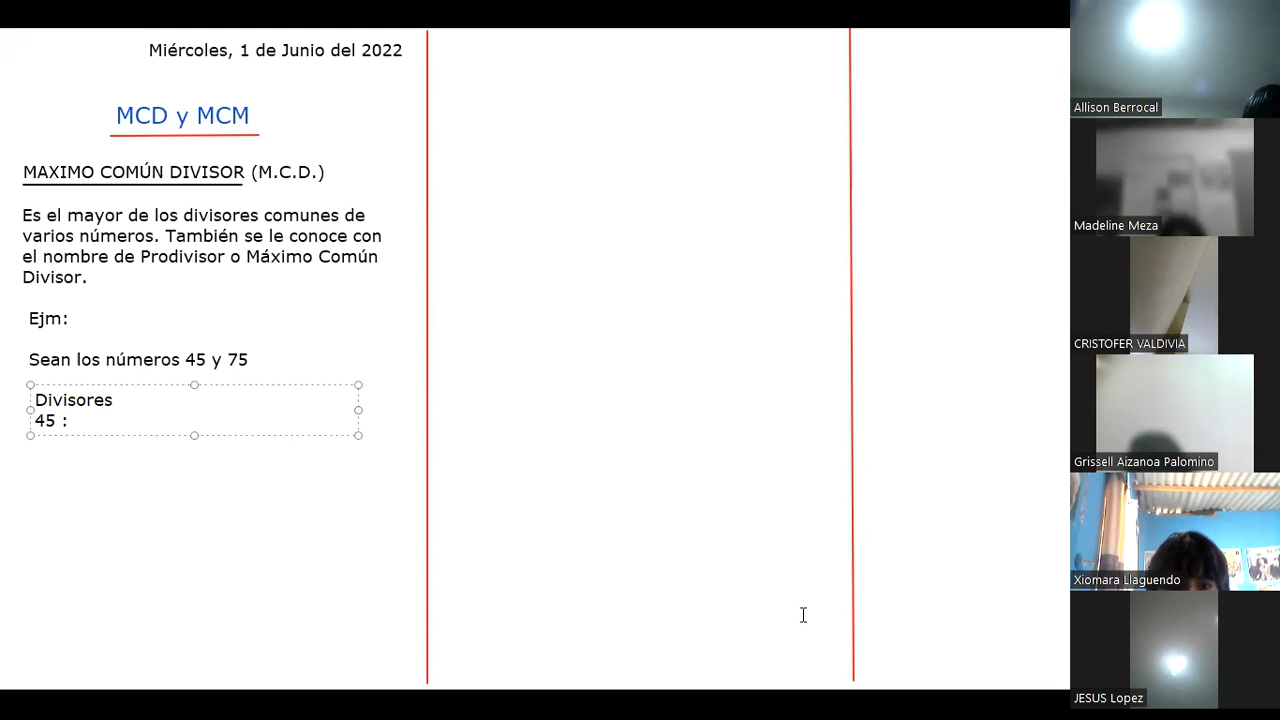 Miércoles, 1 de Junio del 2022
MCD y MCM
MAXIMO COMÚN DIVISOR (M.C.D.)
Es el mayor de los divisores comunes de
varios números. También se le conoce con
el nombre de Prodivisor o Máximo Común
Divisor.
Ejm:
Sean los números 45 y 75
Divisores
45 :
Allison Berrocal
Madeline Meza
CRISTOFER VALDIVIA
Grissell Aizanoa Palomino
Xiomara Llaguendo
JESUS Lopez